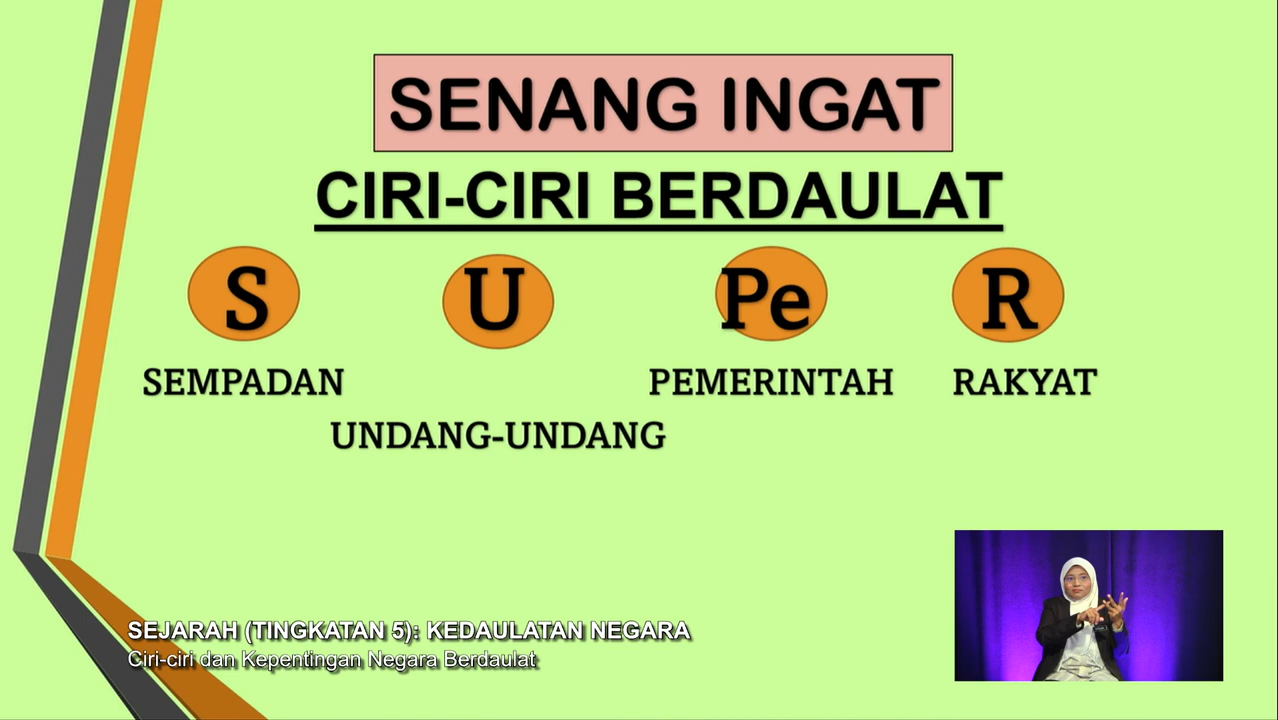 SENANG INGAT
CIRI-CIRI BERDAULAT
S U Pe R
SEMPADAN PEMERINTAH RAKYAT
UNDANG-UNDANG
SEJARAH (TINGKATAN 5): KEDAULATAN NEGARA
Ciri-ciri dan Kepentingan Negara Berdaulat